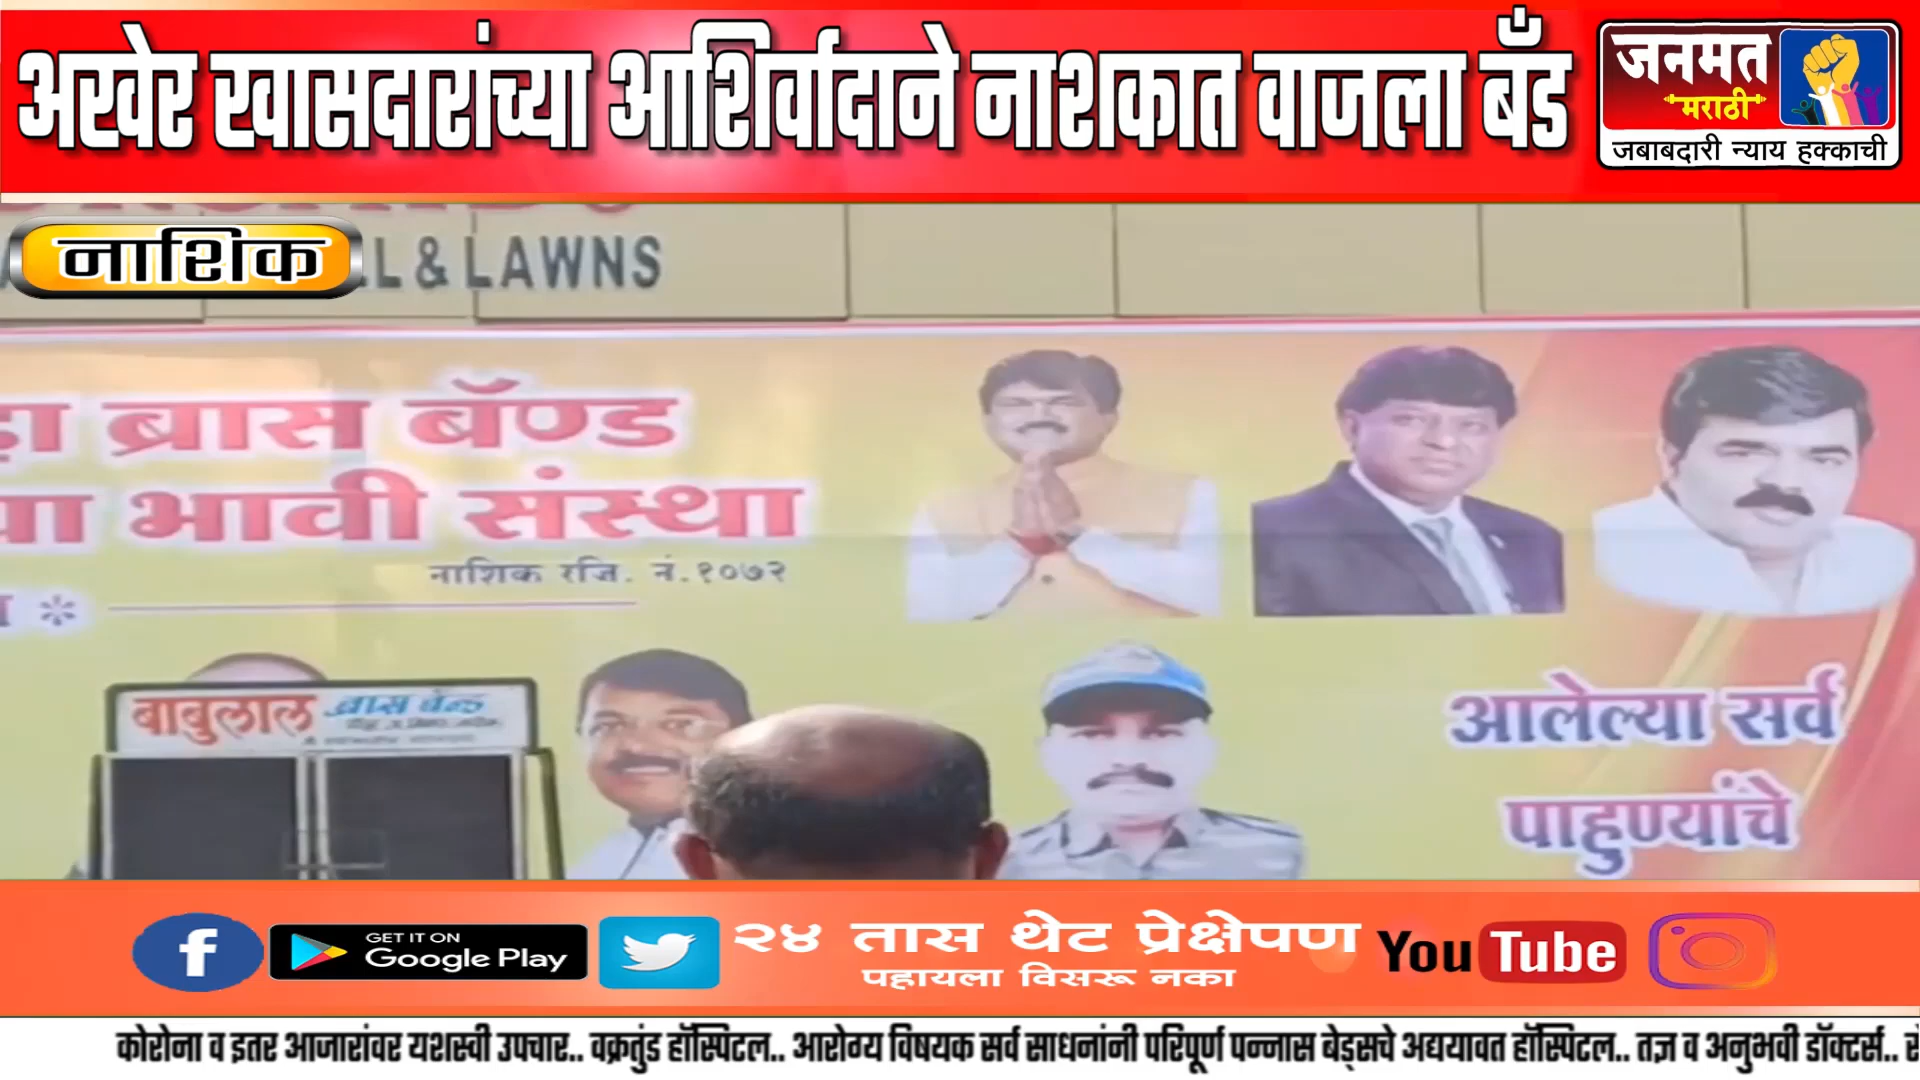 अखेर खासदारांच्या आशिर्वादाने नाशकात वाजला बँड
जनमत
मराठी
जबाबदारी न्याय हक्काची
नाशिक
& LAWNS
ब्रास बॅण्ड
भावी संस्था
नाशिक रजि. नं.१०७२
बाबुलाल ब्रास बॅन्ड
आलेल्या सर्व
पाहुण्यांचे
f
GET IT ON
Google Play
२४ तास थेट प्रेक्षेपण
पहायला विसरू नका
YouTube
कोरोना व इतर आजारांवर यशस्वी उपचार.. वक्रतुंड हॉस्पिटल.. आरोग्य विषयक सर्व साधनांनी परिपूर्ण पन्नास बेड्सचे अद्ययावत हॉस्पिटल.. तज्ञ व अनुभवी डॉक्टर्स..